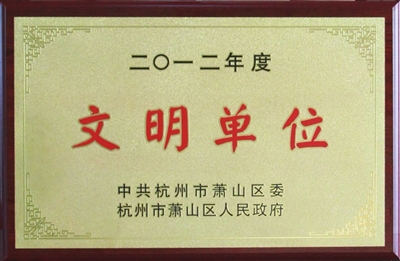 二〇一二年度
文明单位
中共杭州市萧山区委
杭州市萧山区人民政府